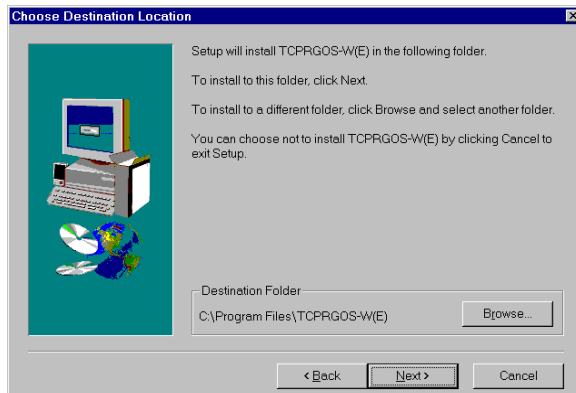 Choose Destination Location
Setup will install TCPRGOS-W(E) in the following folder.
To install to this folder, click Next.
To install to a different folder, click Browse and select another folder.
You can choose not to install TCPRGOS-W(E) by clicking Cancel to
exit Setup.
Destination Folder
C:\Program Files\TCPRGOS-W(E)
Browse...
< Back
Next >
Cancel